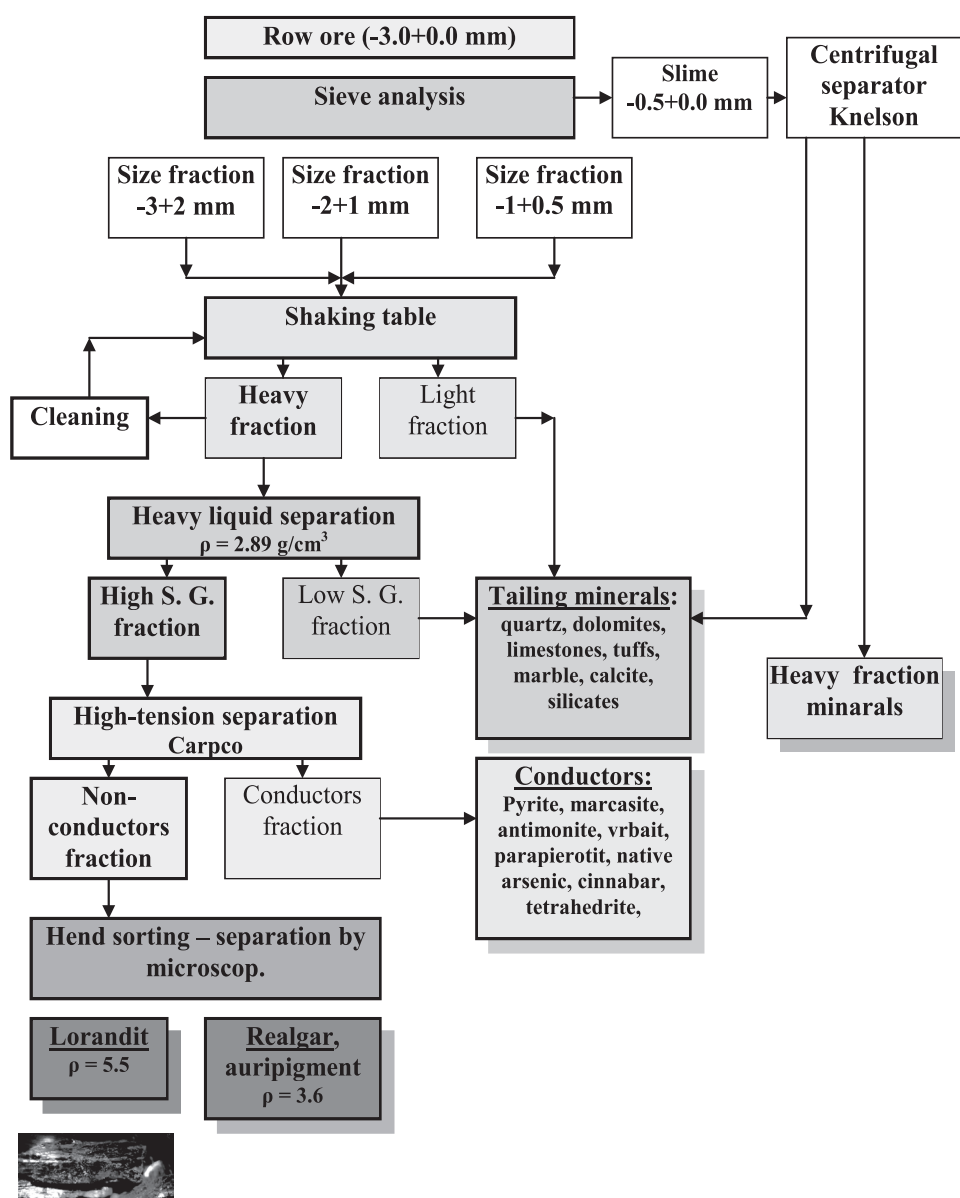 Row ore (-3.0+0.0 mm)
Sieve analysis
Slime
-0.5+0.0 mm
Centrifugal
separator
Knelson
Size fraction
-3+2 mm
Size fraction
-2+1 mm
Size fraction
-1+0.5 mm
Shaking table
Cleaning
Heavy
fraction
Light
fraction
Heavy liquid separation
ρ = 2.89 g/cm³
High S. G.
fraction
Low S. G.
fraction
Tailing minerals:
quartz, dolomites,
limestones, tuffs,
marble, calcite,
silicates
Heavy fraction
minarals
High-tension separation
Carpco
Non-
conductors
fraction
Conductors
fraction
Conductors:
Pyrite, marcasite,
antimonite, vrbait,
parapierotit, native
arsenic, cinnabar,
tetrahedrite,
Hend sorting – separation by
microscop.
Lorandit
ρ = 5.5
Realgar,
auripigment
ρ = 3.6